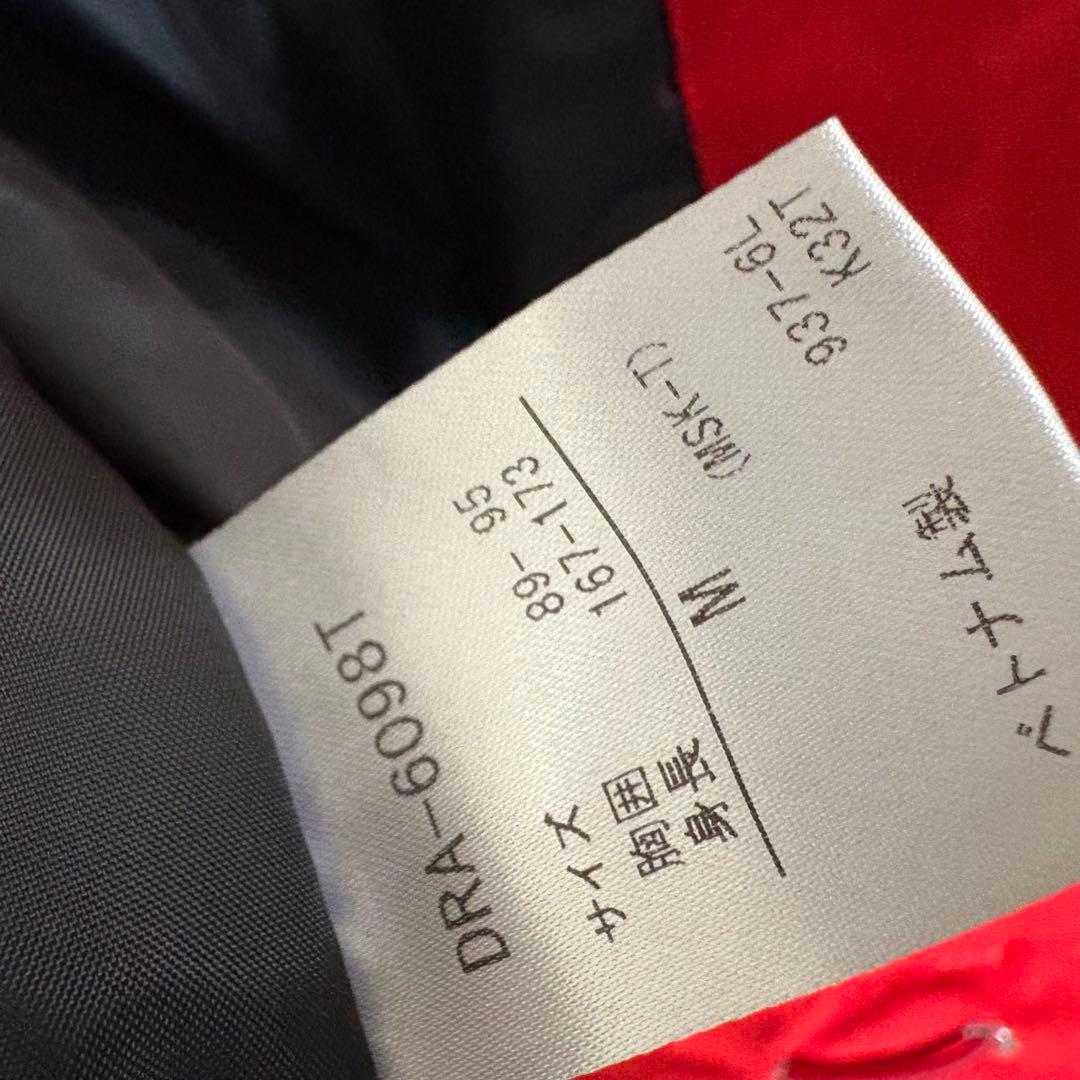 DRA-6098T
サイズ
胸囲 89- 95
身長 167-173
M (MSK-T)
ベトナム製 937-6L
K32T